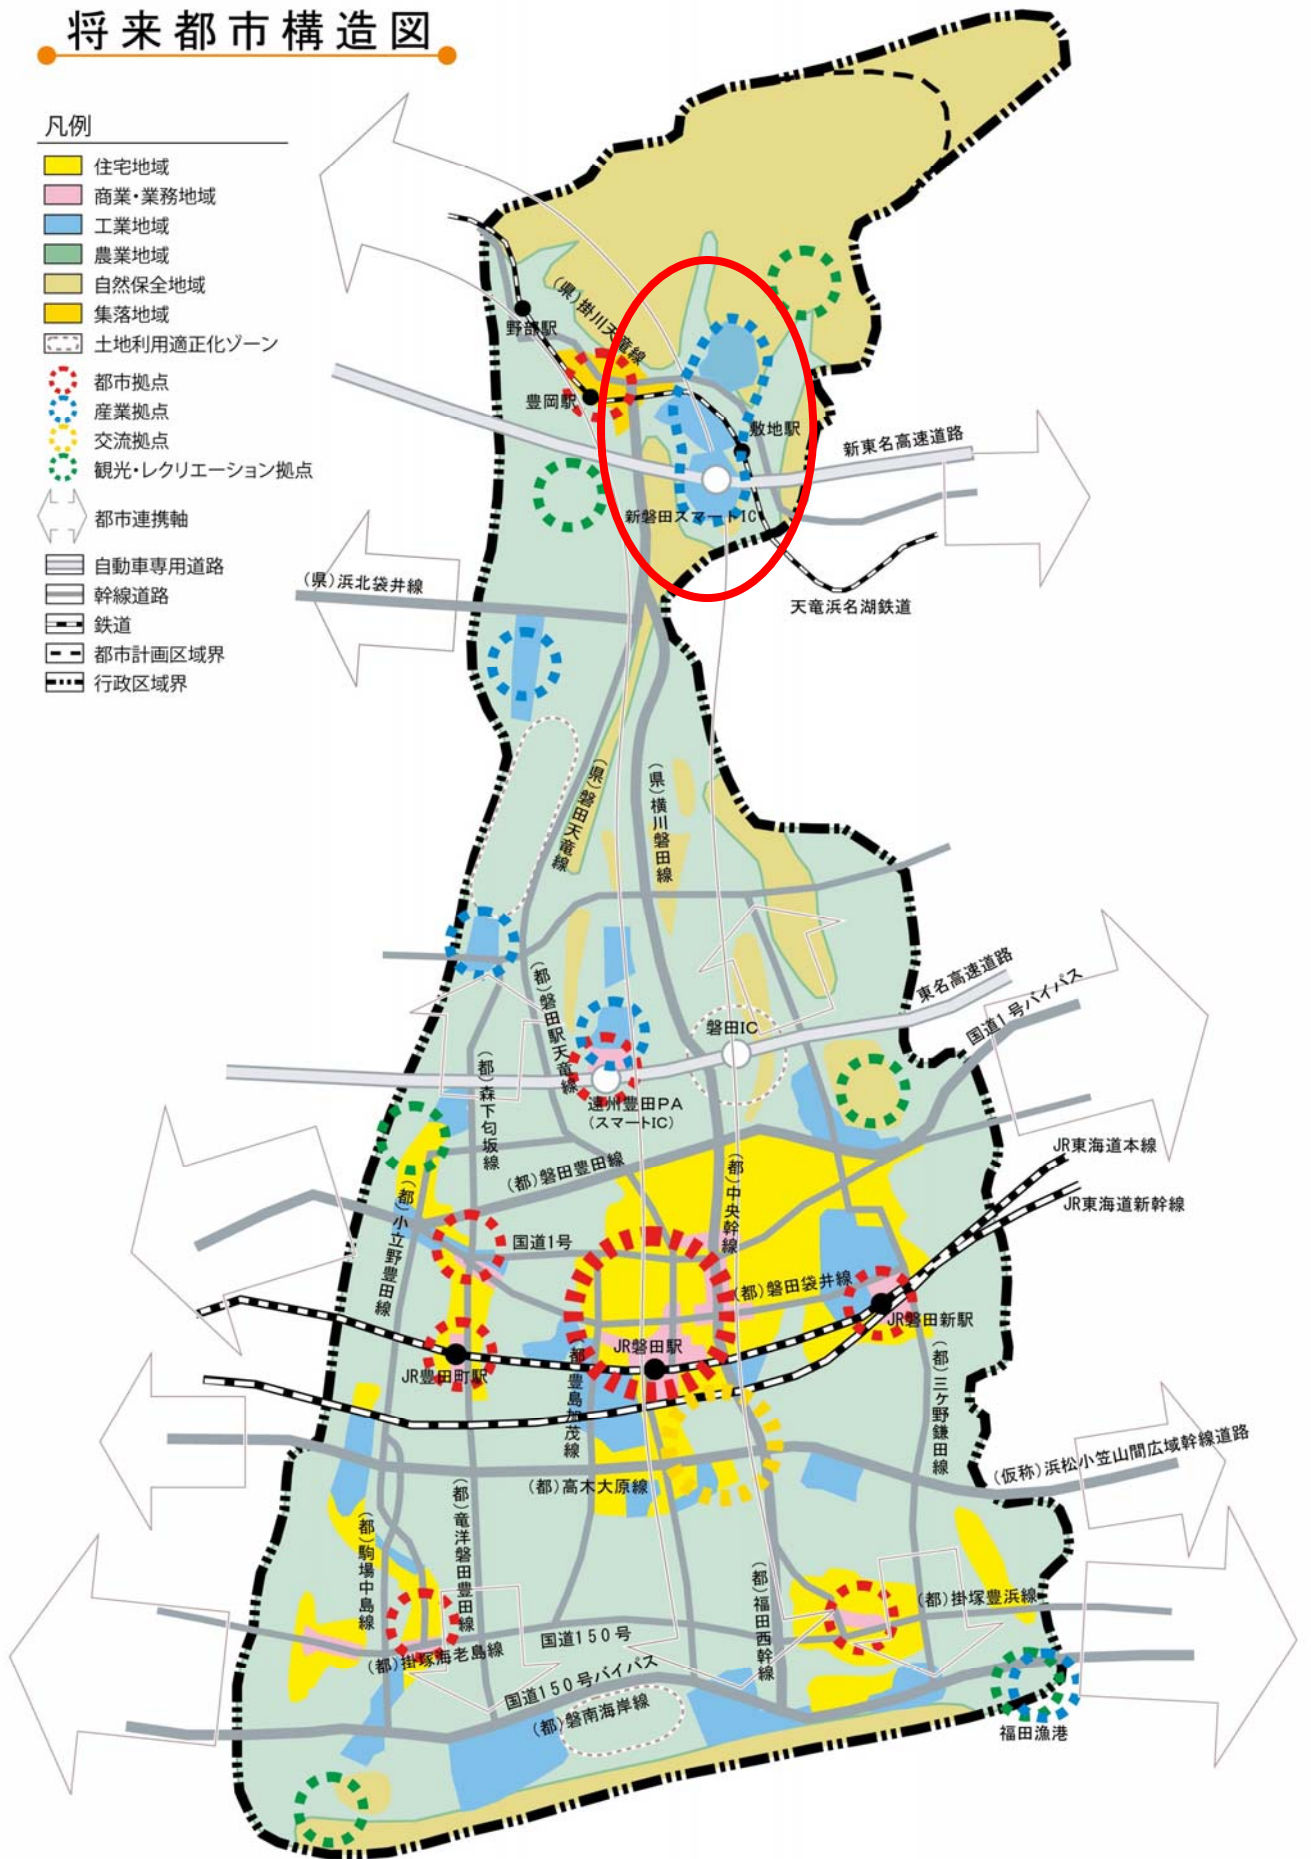 将来都市構造図
凡例
住宅地域
商業・業務地域
工業地域
農業地域
自然保全地域
集落地域
土地利用適正化ゾーン
都市拠点
産業拠点
交流拠点
観光・レクリエーション拠点
都市連携軸
自動車専用道路
幹線道路
鉄道
都市計画区域界
行政区域界
(県)掛川天竜線
野部駅
豊岡駅
敷地駅
新東名高速道路
新磐田スマートIC
(県)浜北袋井線
天竜浜名湖鉄道
(県)磐田天竜線
(県)横川磐田線
東名高速道路
国道1号バイパス
(都)磐田駅天竜線
磐田IC
(都)森下匂坂線
遠州豊田PA
(スマートIC)
JR東海道本線
(都)磐田豊田線
(都)中央幹線
JR東海道新幹線
(都)小立野豊田線
国道1号
(都)磐田袋井線
JR磐田新駅
JR磐田駅
JR豊田町駅
(都)豊島加茂線
(都)三ケ野鎌田線
(仮称)浜松小笠山間広域幹線道路
(都)高木大原線
(都)竜洋磐田豊田線
(都)駒場中島線
(都)福田西幹線
(都)掛塚豊浜線
国道150号
(都)掛塚海老島線
国道150号バイパス
(都)磐南海岸線
福田漁港